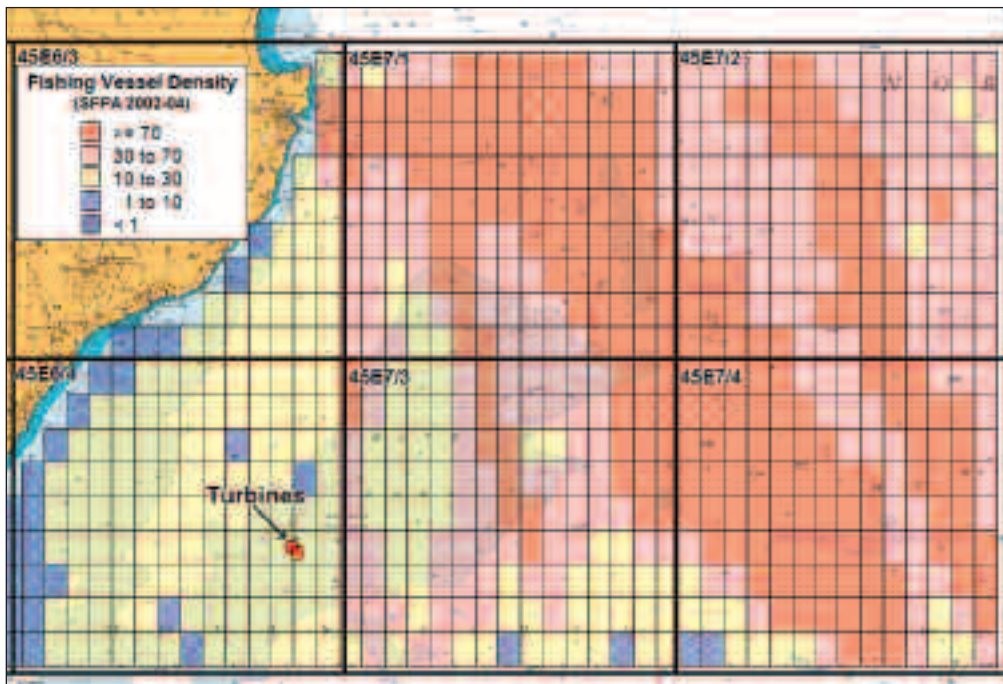 45E6/3
45E7/1
45E7/2
Fishing Vessel Density
(SFPA 2002-04)
>= 70
30 to 70
10 to 30
1 to 10
< 1
N O R
45E6/4
45E7/3
45E7/4
Turbines